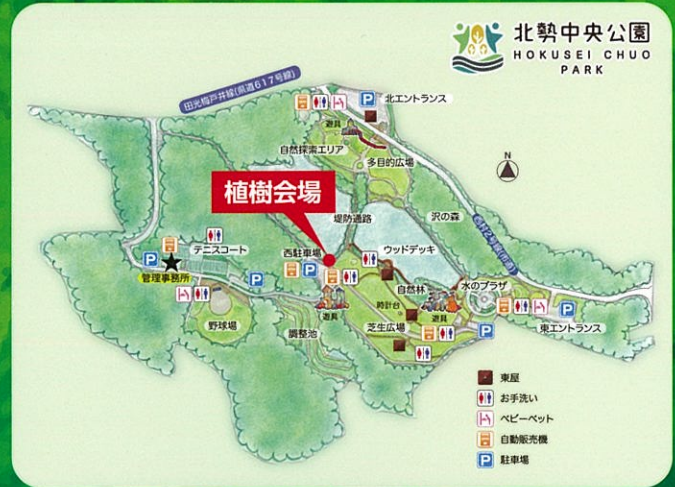 北勢中央公園
HOKUSEI CHUO
PARK
田光梅戸井線(県道617号線)
P
北エントランス
遊具
自然探索エリア
多目的広場
N
植樹会場
堤防通路
沢の森
テニスコート
西駐車場
ウッドデッキ
P
管理事務所
P
P
自然林
水のプラザ
時計台
遊具
遊具
P
東エントランス
野球場
調整池
芝生広場
P
東屋
お手洗い
ベビーベット
自動販売機
P 駐車場